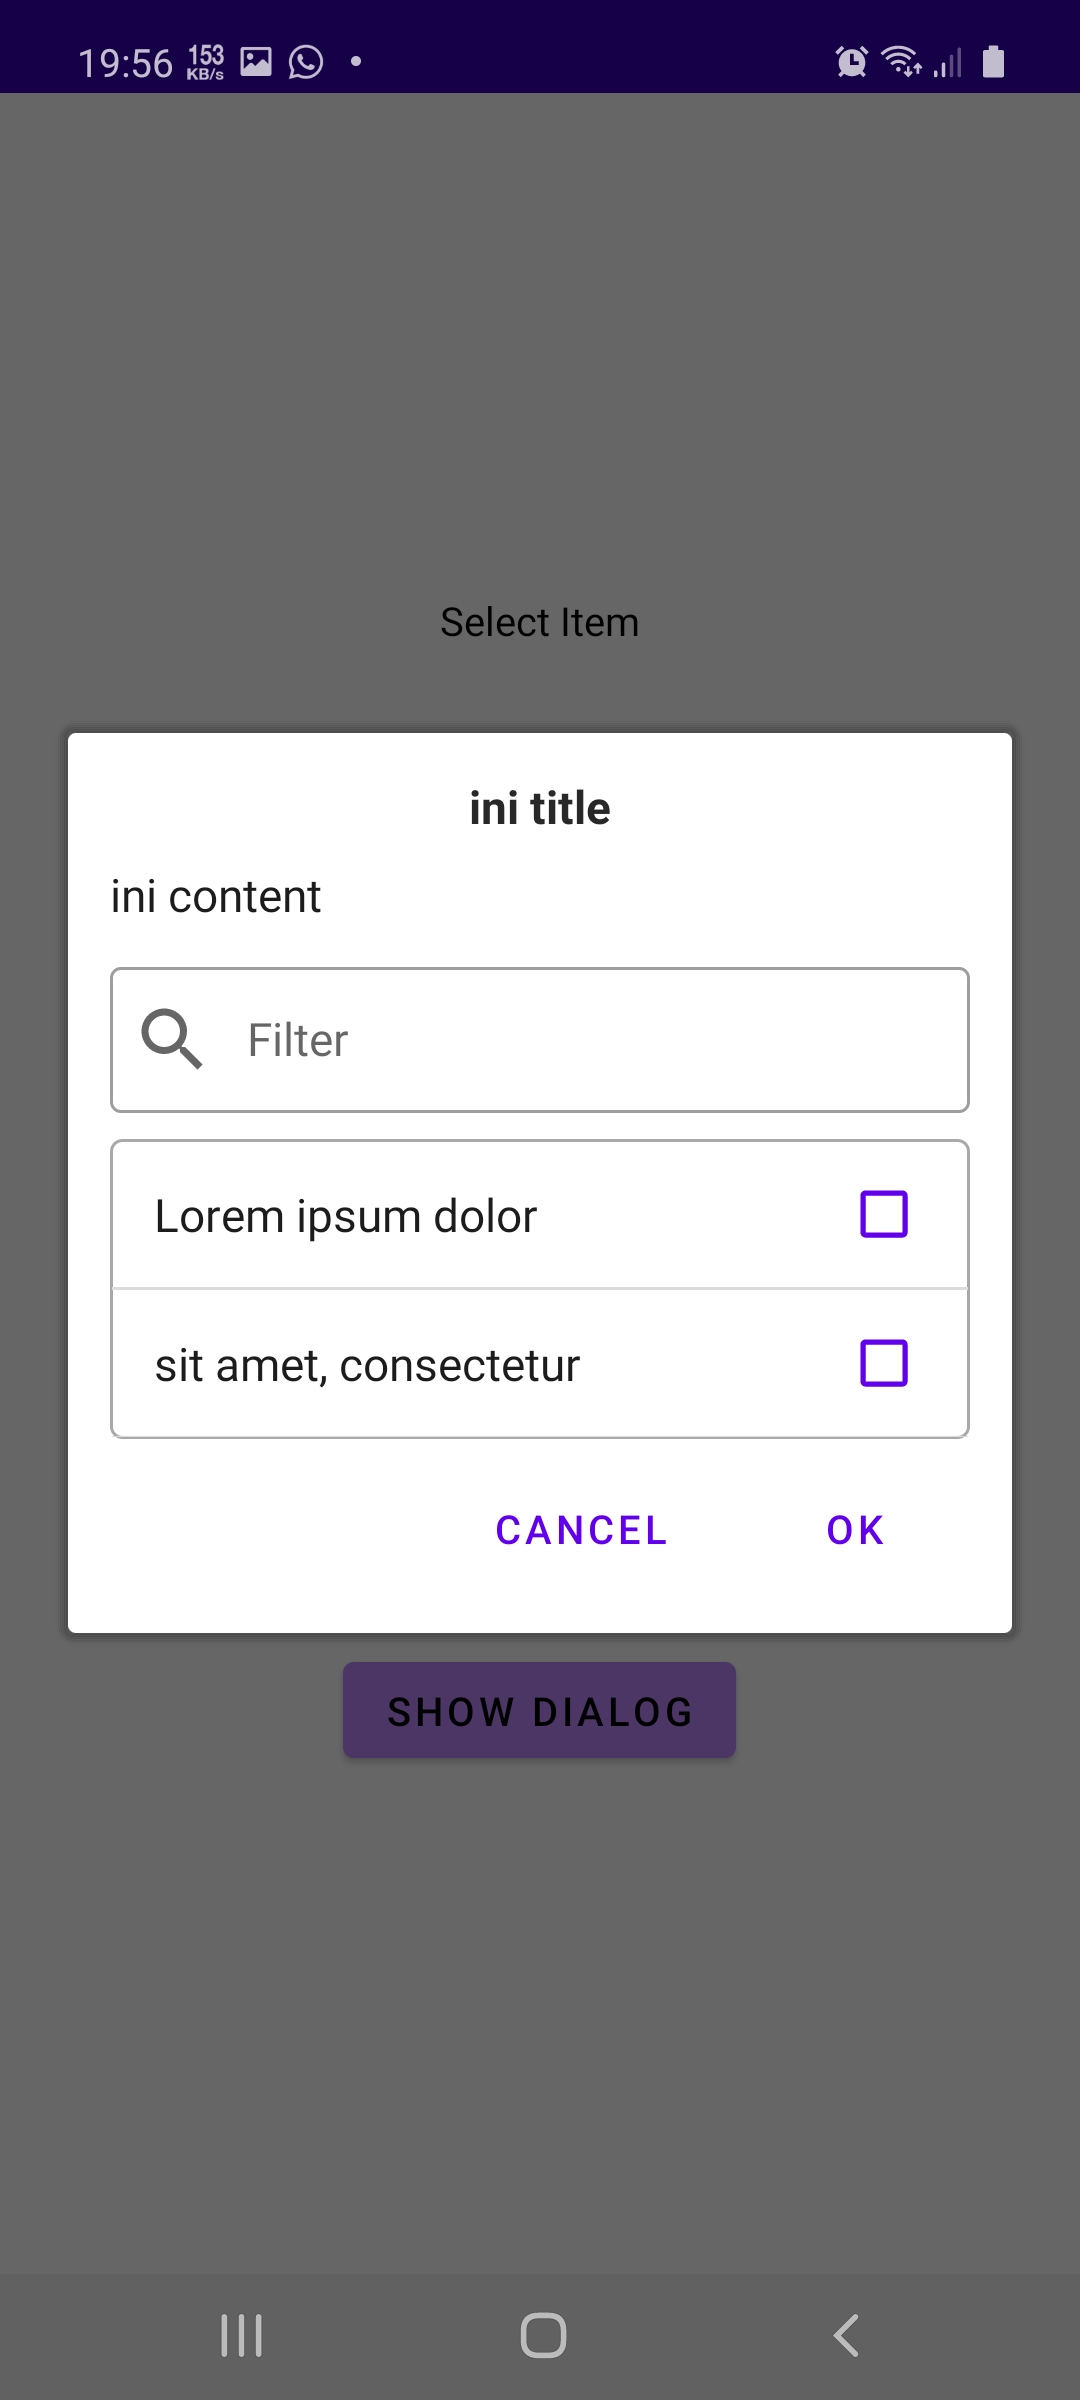 19:56 153 KB/s
Select Item
ini title
ini content
Filter
Lorem ipsum dolor
sit amet, consectetur
CANCEL OK
SHOW DIALOG